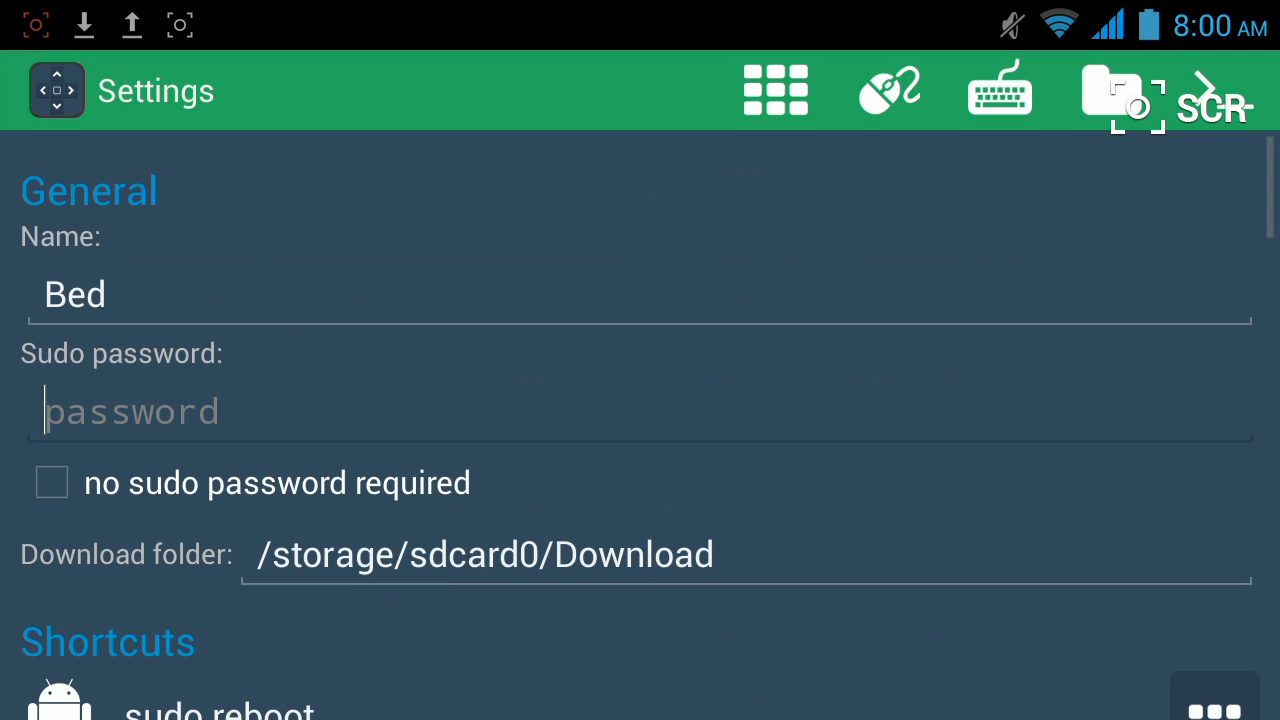 8:00 AM
Settings
SCR
General
Name:
Bed
Sudo password:
password
no sudo password required
Download folder: /storage/sdcard0/Download
Shortcuts
sudo reboot